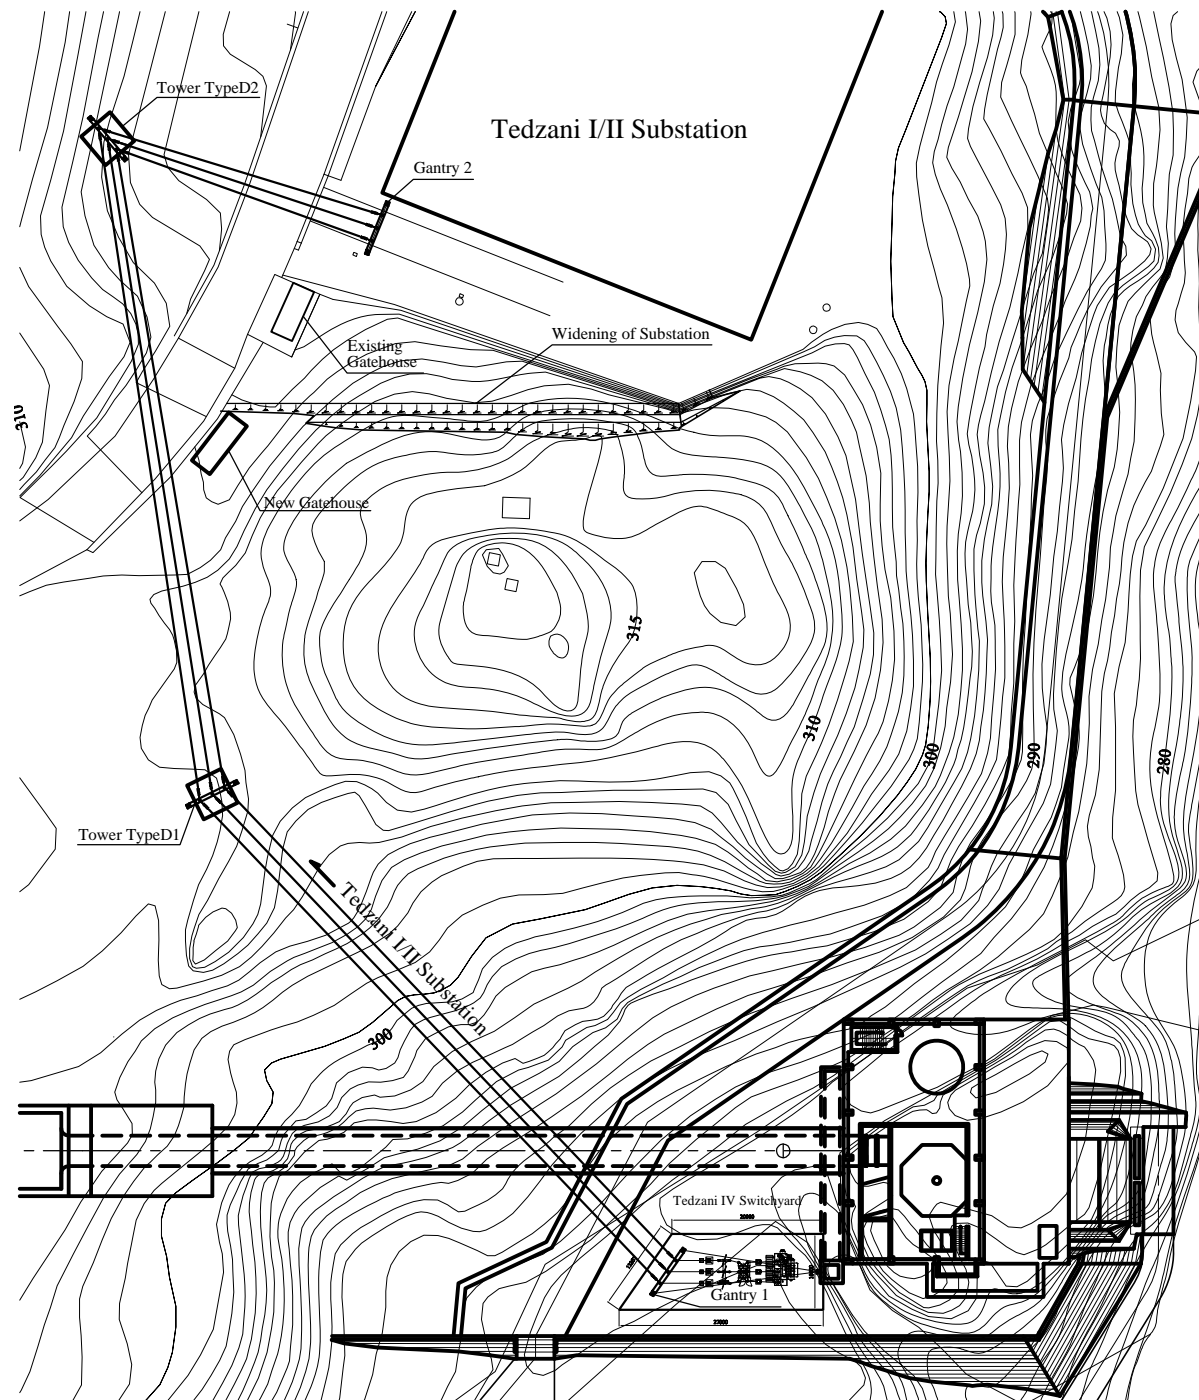 Tower TypeD2
Tedzani I/II Substation
Gantry 2
Widening of Substation
Existing
Gatehouse
310
New Gatehouse
315
310
300
290
280
Tower TypeD1
Tedzani I/II Substation
300
Tedzani IV Switchyard
Gantry 1